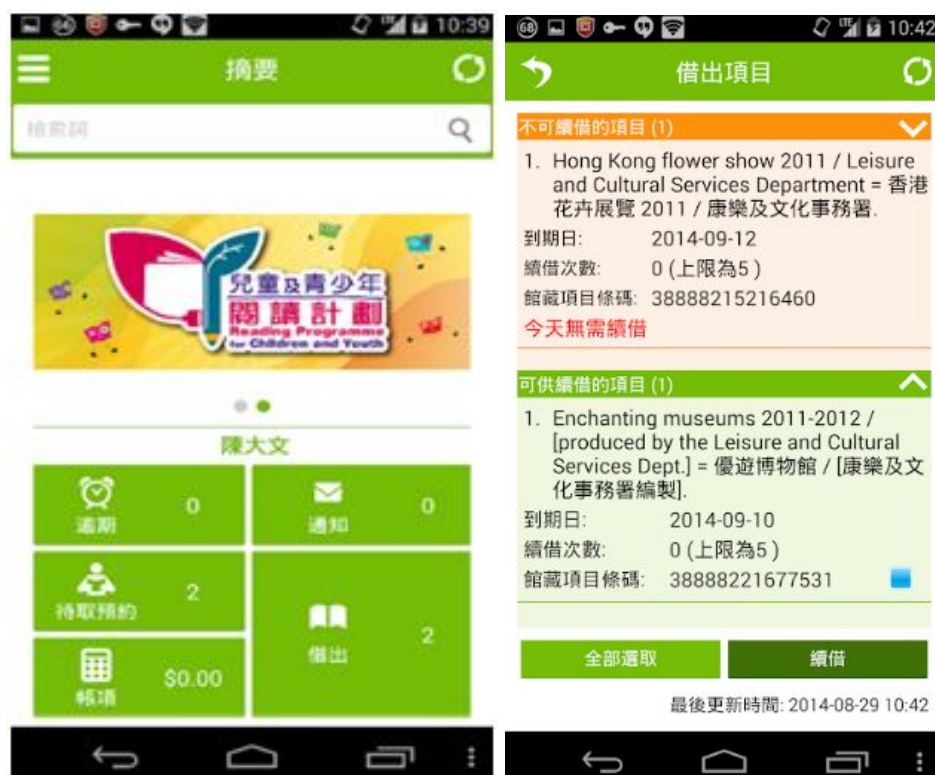 10:39
摘要
檢索詞
兒童及青少年
閱讀計劃
Reading Programme
for Children and Youth
陳大文
逾期 0
通知 0
待取預約 2
借出 2
帳項 $0.00
68 LTE 10:42
借出項目
不可續借的項目 (1)
1. Hong Kong flower show 2011 / Leisure
and Cultural Services Department = 香港
花卉展覽 2011 / 康樂及文化事務署.
到期日: 2014-09-12
續借次數: 0 (上限為5 )
館藏項目條碼: 38888215216460
今天無需續借
可供續借的項目 (1)
1. Enchanting museums 2011-2012 /
[produced by the Leisure and Cultural
Services Dept.] = 優遊博物館 / [康樂及文
化事務署編製].
到期日: 2014-09-10
續借次數: 0 (上限為5 )
館藏項目條碼: 38888221677531
全部選取
續借
最後更新時間: 2014-08-29 10:42